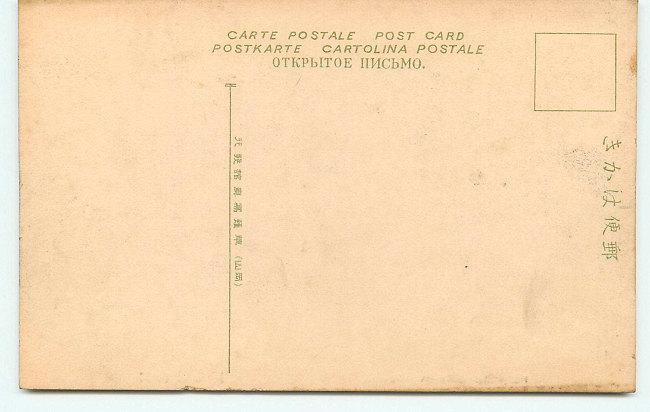 CARTE POSTALE POST CARD
POSTKARTE CARTOLINA POSTALE
ОТКРЫТОЕ ПИСЬМО.
郵便はかき